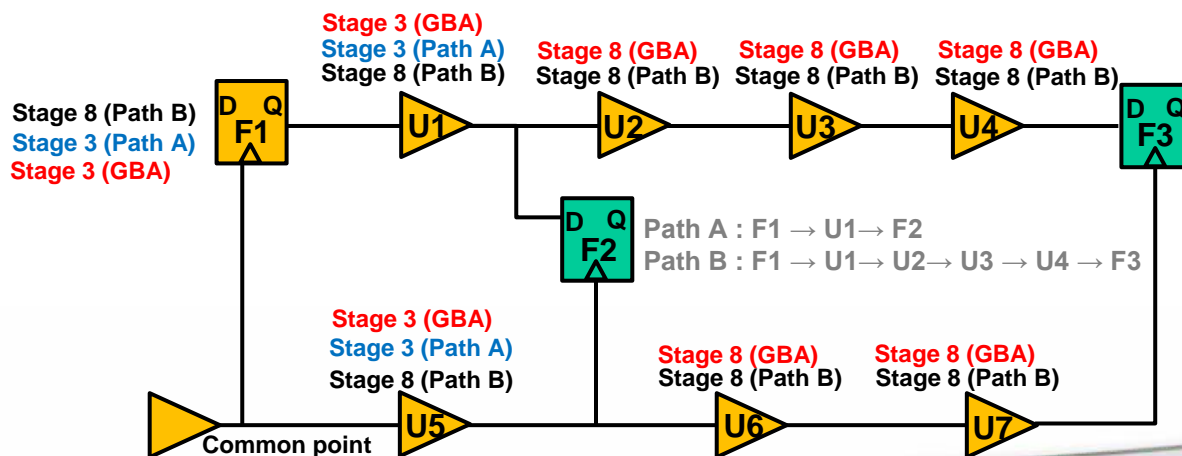 Stage 3 (GBA)
Stage 3 (Path A)
Stage 8 (Path B)
Stage 8 (GBA)
Stage 8 (Path B)
Stage 8 (GBA)
Stage 8 (Path B)
Stage 8 (GBA)
Stage 8 (Path B)
Stage 8 (Path B)
Stage 3 (Path A)
Stage 3 (GBA)
D Q
F1
U1
U2
U3
U4
D Q
F3
D Q
F2
Path A : F1 → U1→ F2
Path B : F1 → U1→ U2→ U3 → U4 → F3
Stage 3 (GBA)
Stage 3 (Path A)
Stage 8 (Path B)
Stage 8 (GBA)
Stage 8 (Path B)
Stage 8 (GBA)
Stage 8 (Path B)
U5
U6
U7
Common point